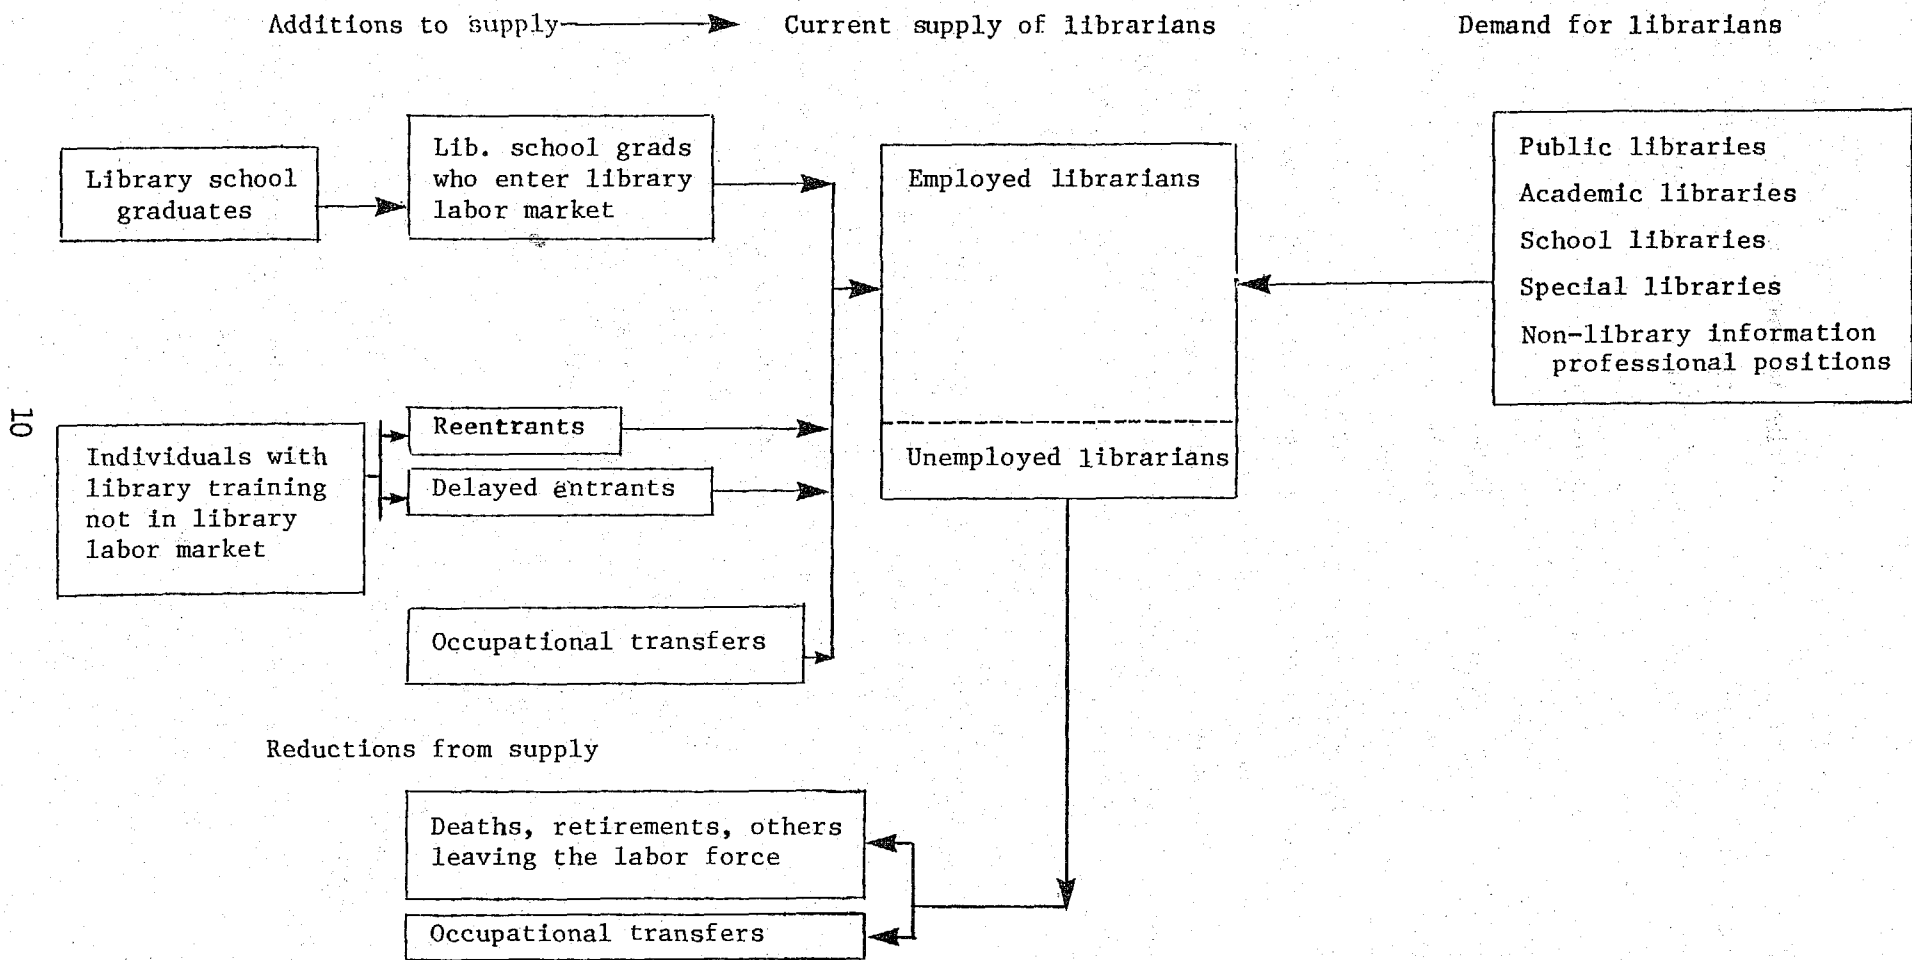 Additions to supply
Current supply of librarians
Demand for librarians
Library school
graduates
Lib. school grads
who enter library
labor market
Employed librarians
Public libraries
Academic libraries
School libraries
Special libraries
Non-library information
professional positions
10
Individuals with
library training
not in library
labor market
Reentrants
Delayed entrants
Unemployed librarians
Occupational transfers
Reductions from supply
Deaths, retirements, others
leaving the labor force
Occupational transfers